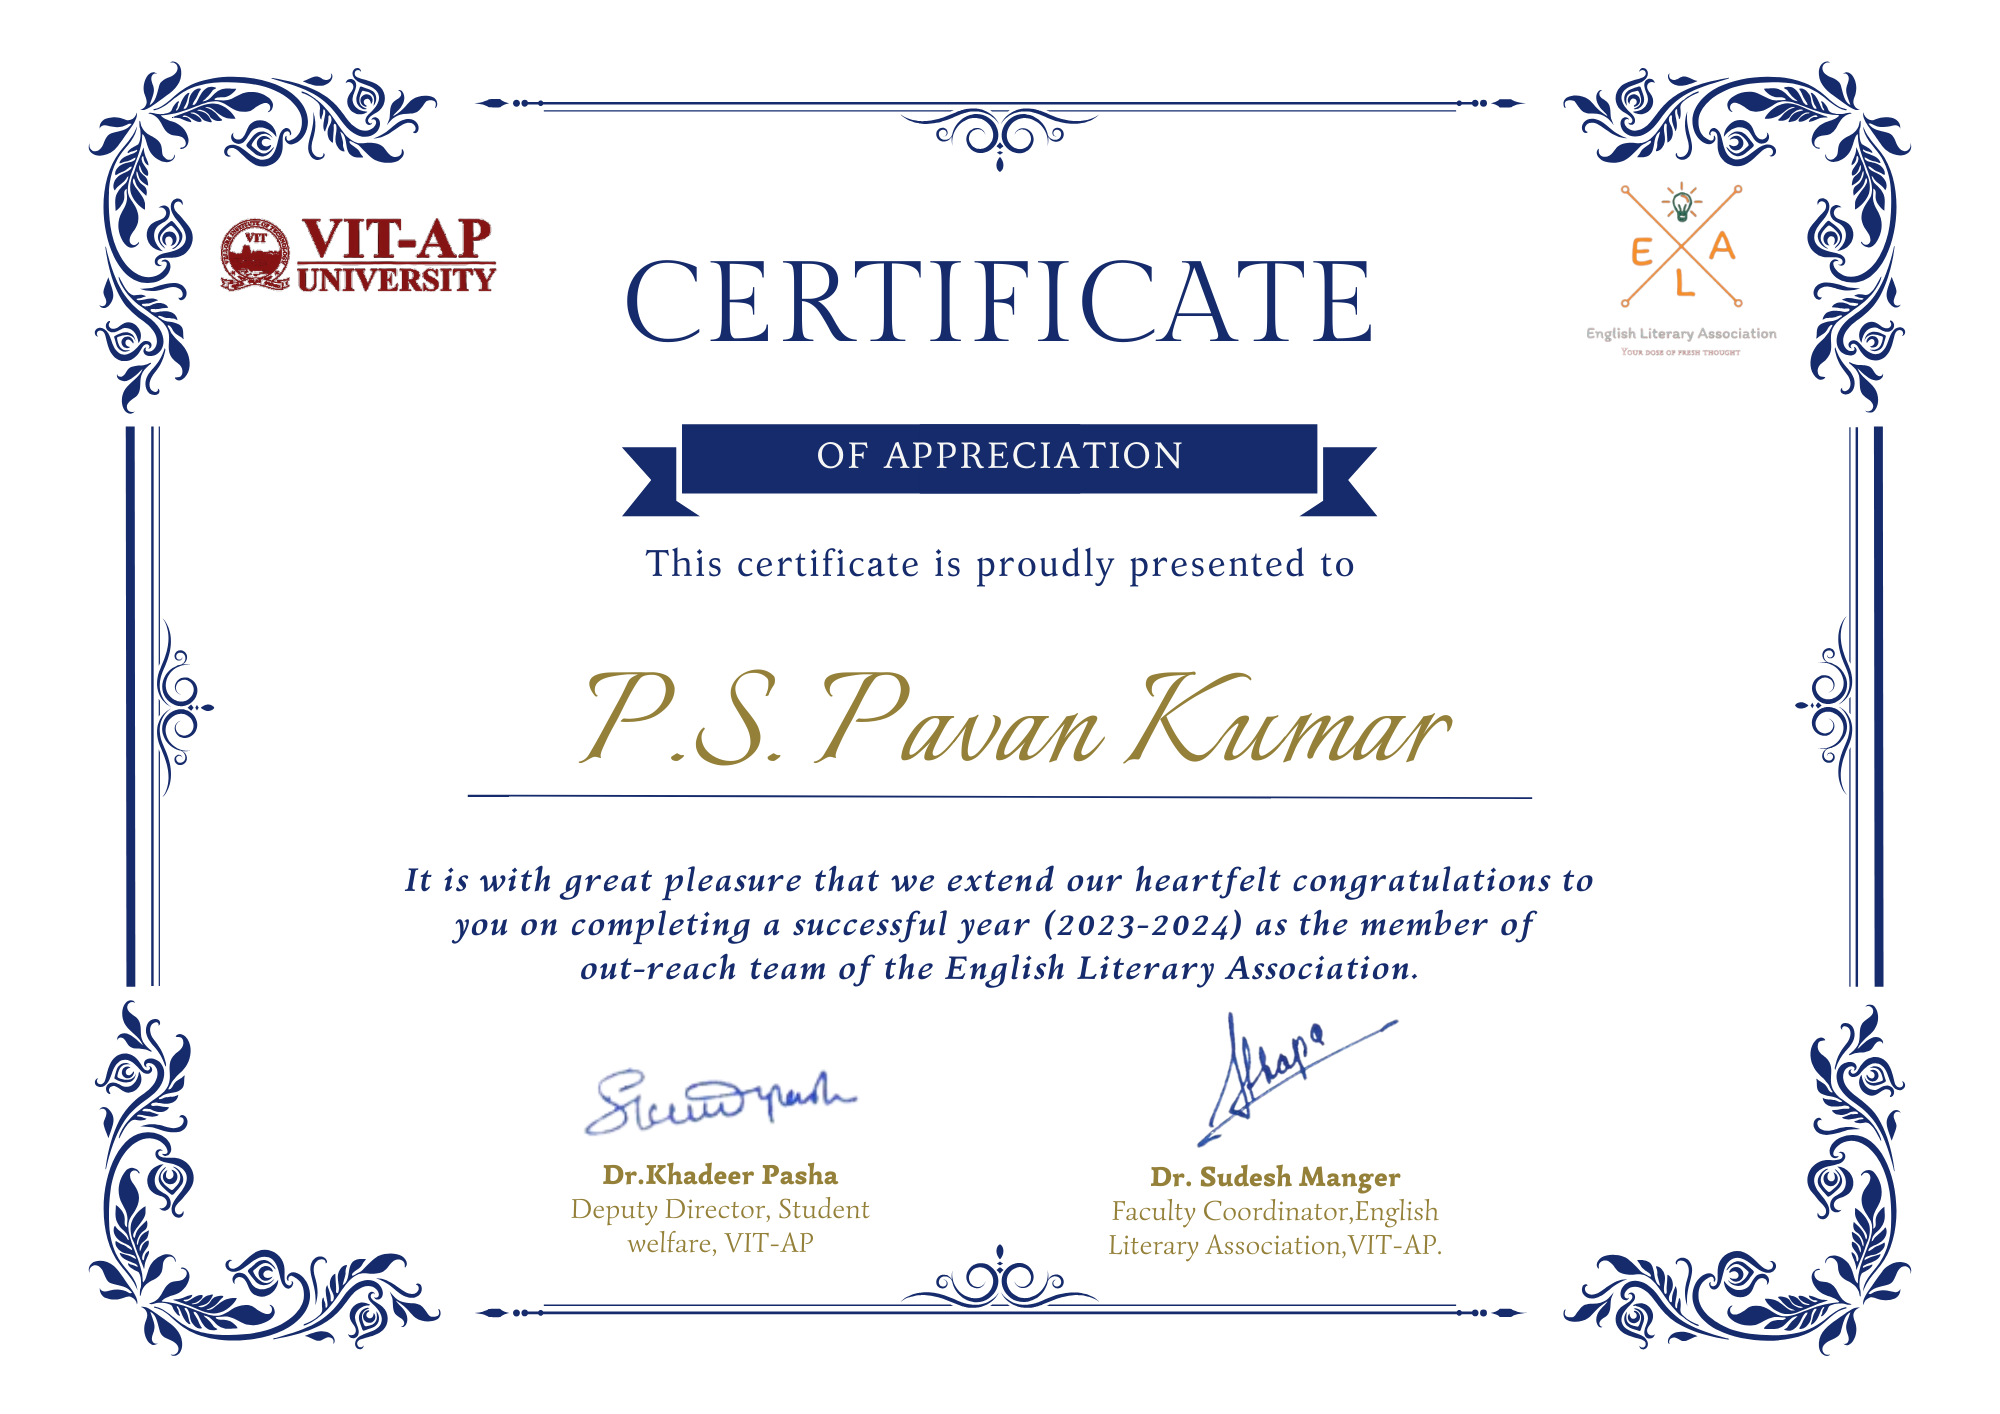 VIT
VIT-AP
UNIVERSITY
E A
L
English Literary Association
YOUR DOSE OF FRESH THOUGHT
CERTIFICATE
OF APPRECIATION
This certificate is proudly presented to
P.S. Pavan Kumar
It is with great pleasure that we extend our heartfelt congratulations to
you on completing a successful year (2023-2024) as the member of
out-reach team of the English Literary Association.
Dr.Khadeer Pasha
Deputy Director, Student
welfare, VIT-AP
Dr. Sudesh Manger
Faculty Coordinator,English
Literary Association,VIT-AP.